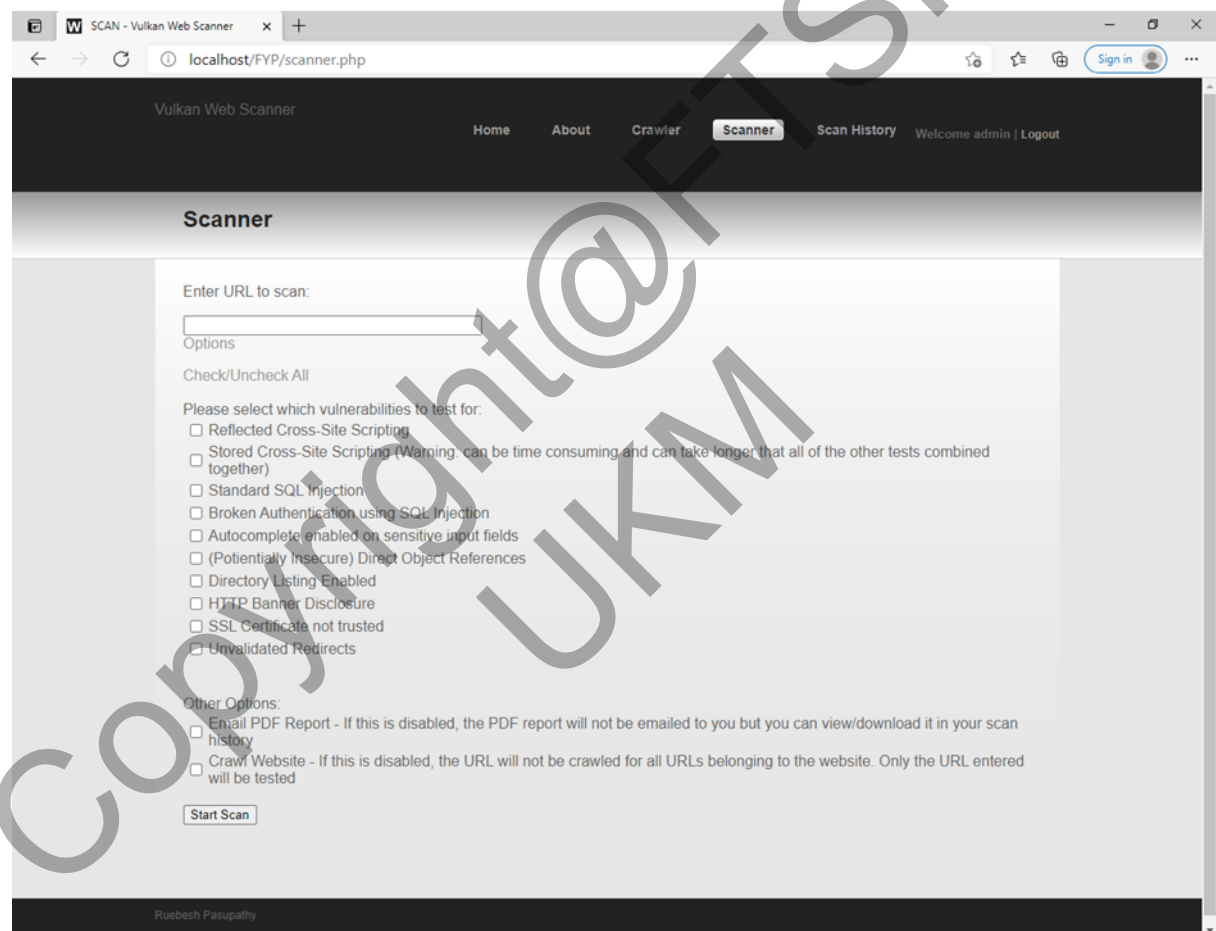 SCAN - Vulkan Web Scanner
localhost/FYP/scanner.php
Sign in
Vulkan Web Scanner
Home About Crawler Scanner Scan History Welcome admin | Logout
Scanner
Enter URL to scan:
Options
Check/Uncheck All
Please select which vulnerabilities to test for:
Reflected Cross-Site Scripting
Stored Cross-Site Scripting (Warning: can be time consuming and can take longer that all of the other tests combined
together)
Standard SQL Injection
Broken Authentication using SQL Injection
Autocomplete enabled on sensitive input fields
(Potientially Insecure) Direct Object References
Directory Listing Enabled
HTTP Banner Disclosure
SSL Certificate not trusted
Unvalidated Redirects
Other Options:
Email PDF Report - If this is disabled, the PDF report will not be emailed to you but you can view/download it in your scan
history
Crawl Website - If this is disabled, the URL will not be crawled for all URLs belonging to the website. Only the URL entered
will be tested
Start Scan
Ruebesh Pasupathy
Copyright@FTS
UKM